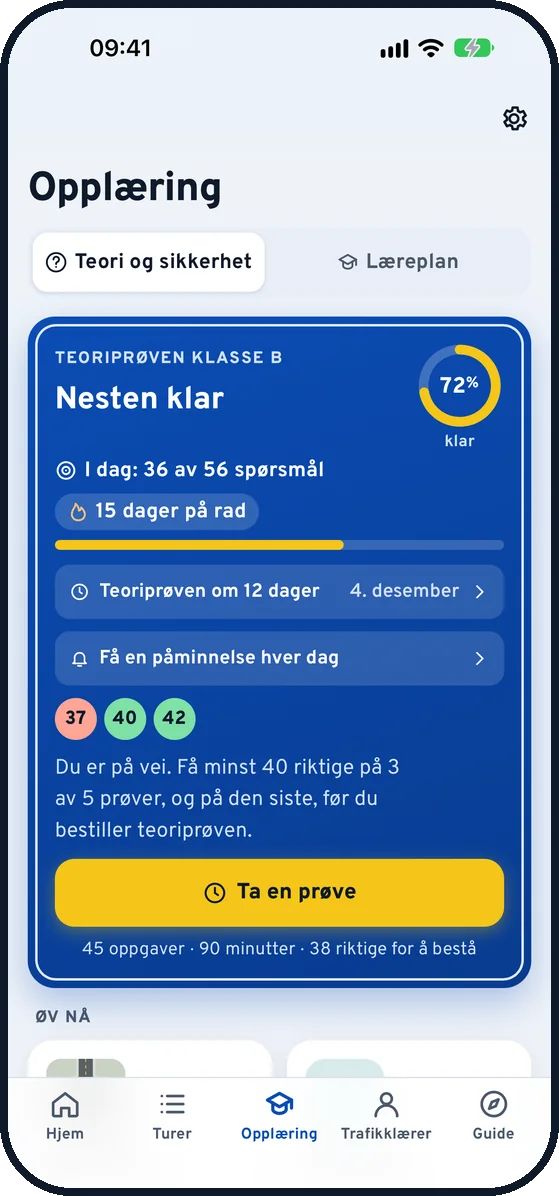 09:41
Opplæring
Teori og sikkerhet
Læreplan
TEORIPRØVEN KLASSE B
Nesten klar
72%
klar
I dag: 36 av 56 spørsmål
15 dager på rad
Teoriprøven om 12 dager 4. desember
Få en påminnelse hver dag
37 40 42
Du er på vei. Få minst 40 riktige på 3
av 5 prøver, og på den siste, før du
bestiller teoriprøven.
Ta en prøve
45 oppgaver · 90 minutter · 38 riktige for å bestå
ØV NÅ
Hjem Turer Opplæring Trafikklærer Guide